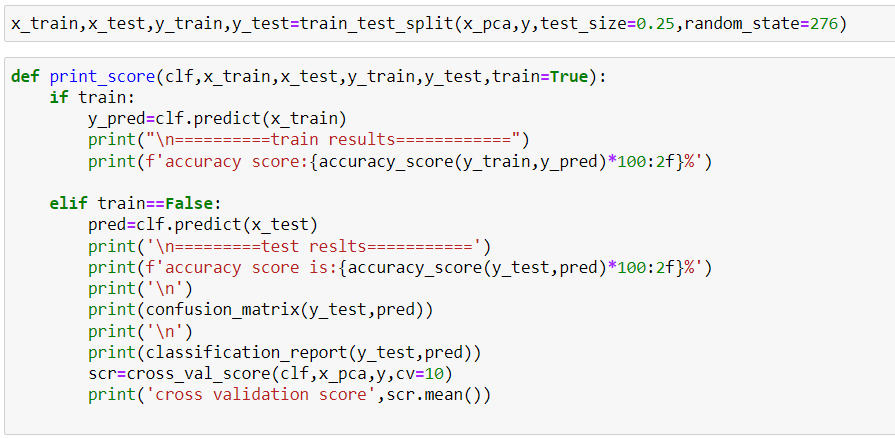 x_train,x_test,y_train,y_test=train_test_split(x_pca,y,test_size=0.25,random_state=276)
def print_score(clf,x_train,x_test,y_train,y_test,train=True):
    if train:
        y_pred=clf.predict(x_train)
        print("\n==========train results============")
        print(f'accuracy score:{accuracy_score(y_train,y_pred)*100:2f}%')
    elif train==False:
        pred=clf.predict(x_test)
        print('\n=========test reslts===========')
        print(f'accuracy score is:{accuracy_score(y_test,pred)*100:2f}%')
        print('\n')
        print(confusion_matrix(y_test,pred))
        print('\n')
        print(classification_report(y_test,pred))
        scr=cross_val_score(clf,x_pca,y,cv=10)
        print('cross validation score',scr.mean())